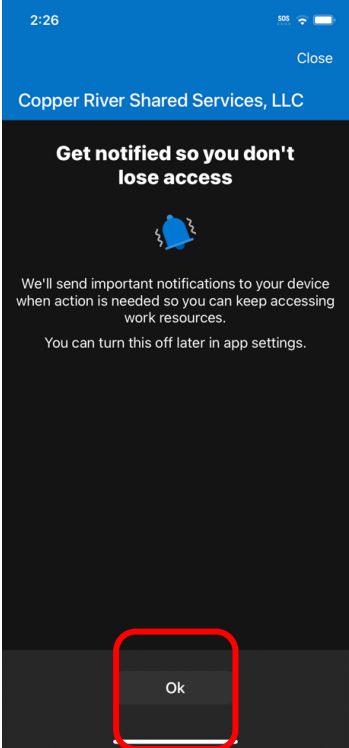 2:26
SOS
Close
Copper River Shared Services, LLC
Get notified so you don't
lose access
We'll send important notifications to your device
when action is needed so you can keep accessing
work resources.
You can turn this off later in app settings.
Ok